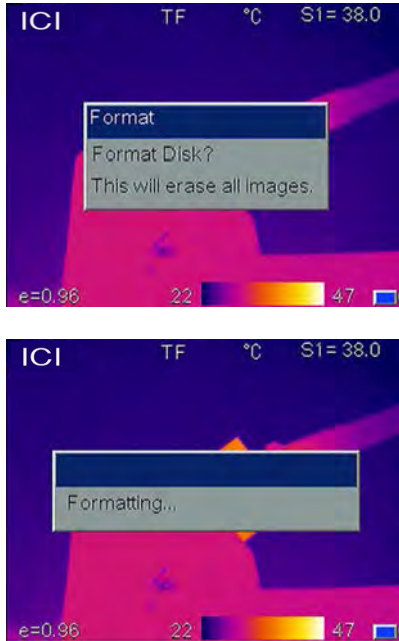 ICI TF °C S1= 38.0
Format
Format Disk?
This will erase all images.
e=0.96 22 47
ICI TF °C S1= 38.0
Formatting...
e=0.96 22 47